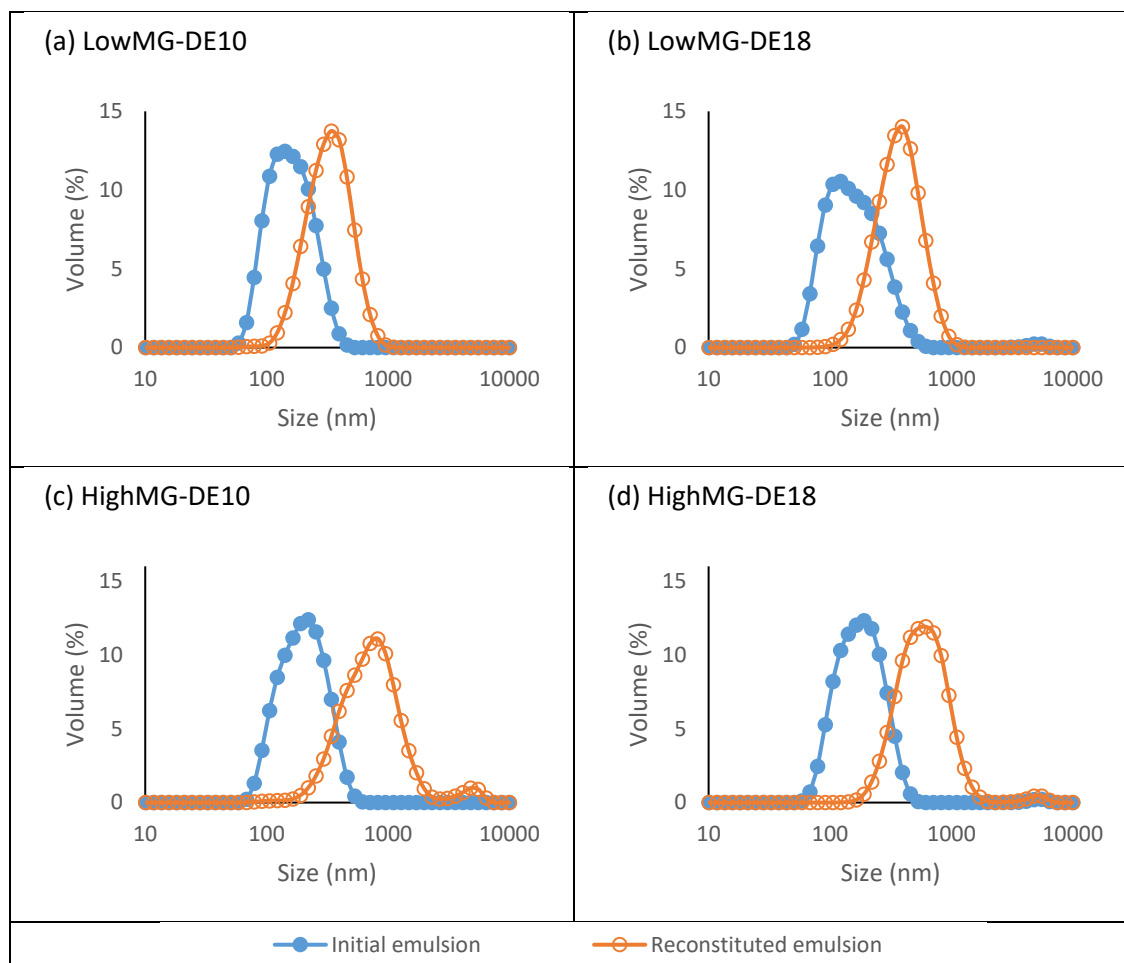 (a) LowMG-DE10
15
10
5
0
Volume (%)
10 100 1000 10000
Size (nm)
(b) LowMG-DE18
15
10
5
0
Volume (%)
10 100 1000 10000
Size (nm)
(c) HighMG-DE10
15
10
5
0
Volume (%)
10 100 1000 10000
Size (nm)
(d) HighMG-DE18
15
10
5
0
Volume (%)
10 100 1000 10000
Size (nm)
Initial emulsion Reconstituted emulsion